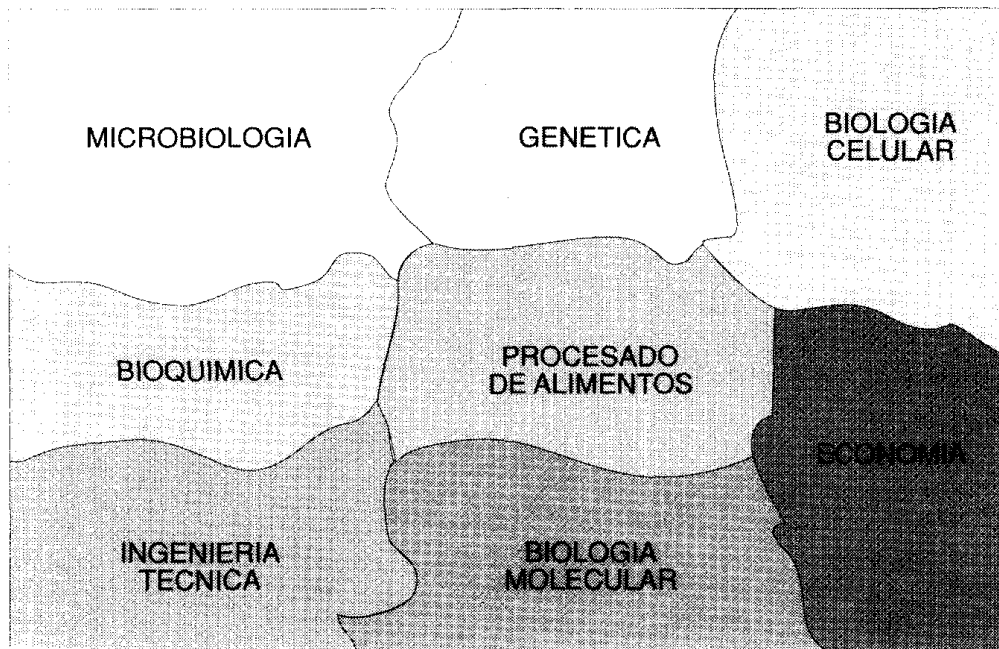 MICROBIOLOGIA
GENETICA
BIOLOGIA
CELULAR
BIOQUIMICA
PROCESADO
DE ALIMENTOS
ECONOMIA
INGENIERIA
TECNICA
BIOLOGIA
MOLECULAR